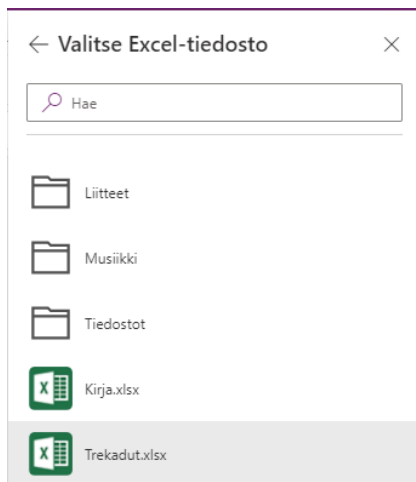 Valitse Excel-tiedosto
Hae
Liitteet
Musiikki
Tiedostot
Kirja.xlsx
Trekadut.xlsx